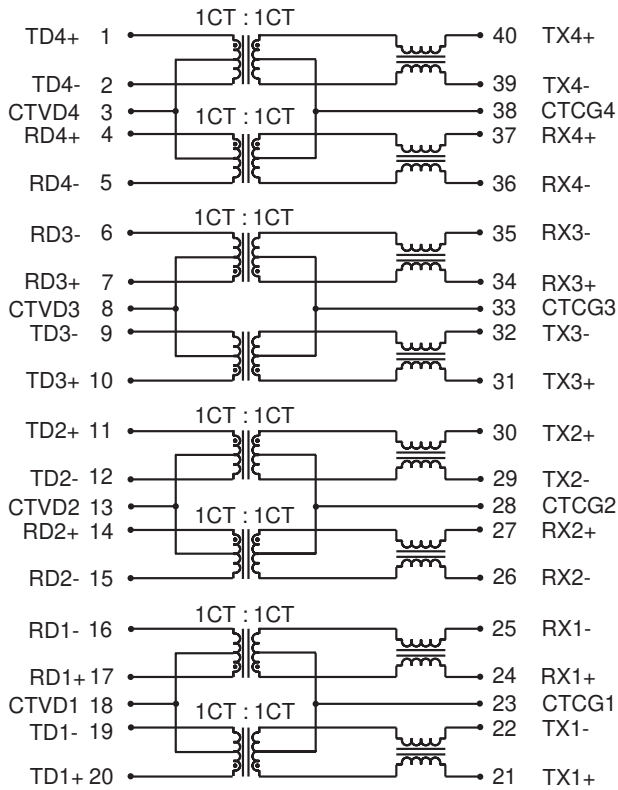 1CT : 1CT
TD4+ 1 40 TX4+
TD4- 2 39 TX4-
CTVD4 3 38 CTCG4
1CT : 1CT
RD4+ 4 37 RX4+
RD4- 5 36 RX4-
1CT : 1CT
RD3- 6 35 RX3-
RD3+ 7 34 RX3+
CTVD3 8 33 CTCG3
TD3- 9 32 TX3-
TD3+ 10 31 TX3+
1CT : 1CT
TD2+ 11 30 TX2+
TD2- 12 29 TX2-
CTVD2 13 28 CTCG2
1CT : 1CT
RD2+ 14 27 RX2+
RD2- 15 26 RX2-
1CT : 1CT
RD1- 16 25 RX1-
RD1+ 17 24 RX1+
CTVD1 18 23 CTCG1
1CT : 1CT
TD1- 19 22 TX1-
TD1+ 20 21 TX1+